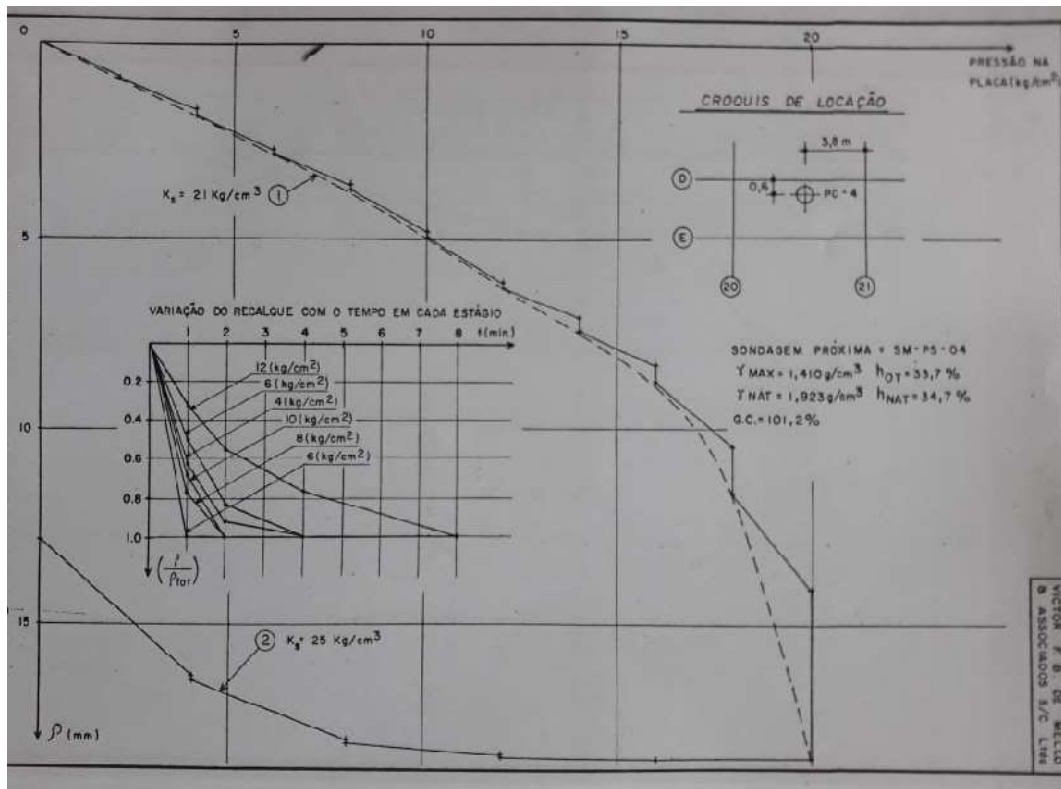 0 5 10 15 20
PRESSÃO NA
PLACA (kg/cm²)
CROQUIS DE LOCAÇÃO
3,8 m
D
0,6
PC-4
E
20 21
Ks = 21 Kg/cm³ 1
5
VARIAÇÃO DO RECALQUE COM O TEMPO EM CADA ESTÁGIO
1 2 3 4 5 6 7 8 t(min)
12 (kg/cm²)
0.2
6 (kg/cm²)
0.4
4 (kg/cm²)
10 (kg/cm²)
0.6
8 (kg/cm²)
6 (kg/cm²)
0.8
1.0
SONDAGEM PRÓXIMA = SM-PS-04
γ MAX = 1,410 g/cm³ hOT = 33,7 %
γ NAT = 1,923 g/cm³ hNAT = 34,7 %
G.C. = 101,2 %
10
(ρ/ρtot)
15
2 Ks = 25 Kg/cm³
ρ (mm)
VICTOR F. B. DE MELLO
& ASSOCIADOS S/C LTDA